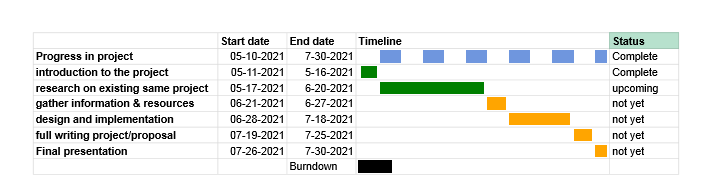 Start date End date Timeline Status
Progress in project 05-10-2021 7-30-2021 Complete
introduction to the project 05-11-2021 5-16-2021 Complete
research on existing same project 05-17-2021 6-20-2021 upcoming
gather information & resources 06-21-2021 6-27-2021 not yet
design and implementation 06-28-2021 7-18-2021 not yet
full writing project/proposal 07-19-2021 7-25-2021 not yet
Final presentation 07-26-2021 7-30-2021 not yet
Burndown